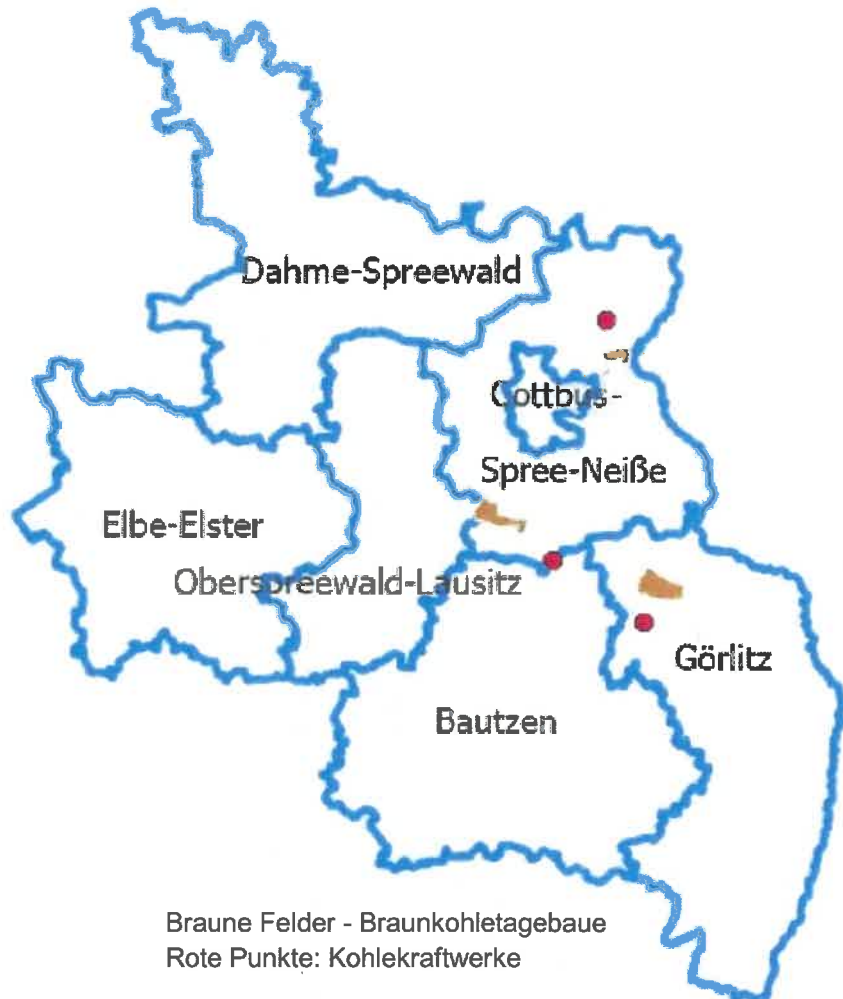 Dahme-Spreewald
Cottbus-
Spree-Neiße
Elbe-Elster
Oberspreewald-Lausitz
Görlitz
Bautzen
Braune Felder - Braunkohletagebaue
Rote Punkte: Kohlekraftwerke